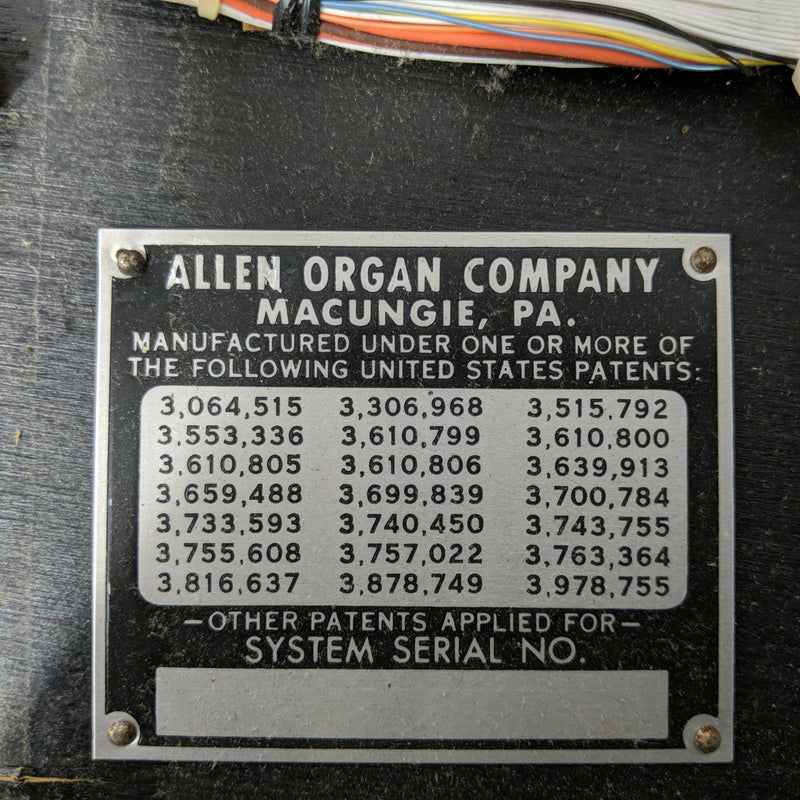 ALLEN ORGAN COMPANY
MACUNGIE, PA.
MANUFACTURED UNDER ONE OR MORE OF
THE FOLLOWING UNITED STATES PATENTS:
3,064,515 3,306,968 3,515,792
3,553,336 3,610,799 3,610,800
3,610,805 3,610,806 3,639,913
3,659,488 3,699,839 3,700,784
3,733,593 3,740,450 3,743,755
3,755,608 3,757,022 3,763,364
3,816,637 3,878,749 3,978,755
—OTHER PATENTS APPLIED FOR—
SYSTEM SERIAL NO.